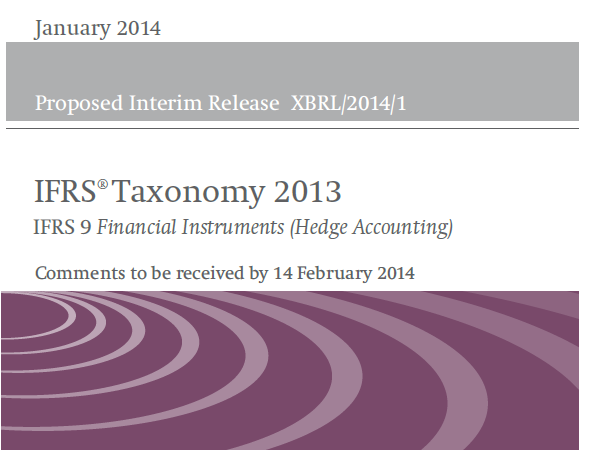 January 2014
Proposed Interim Release XBRL/2014/1
IFRS® Taxonomy 2013
IFRS 9 Financial Instruments (Hedge Accounting)
Comments to be received by 14 February 2014